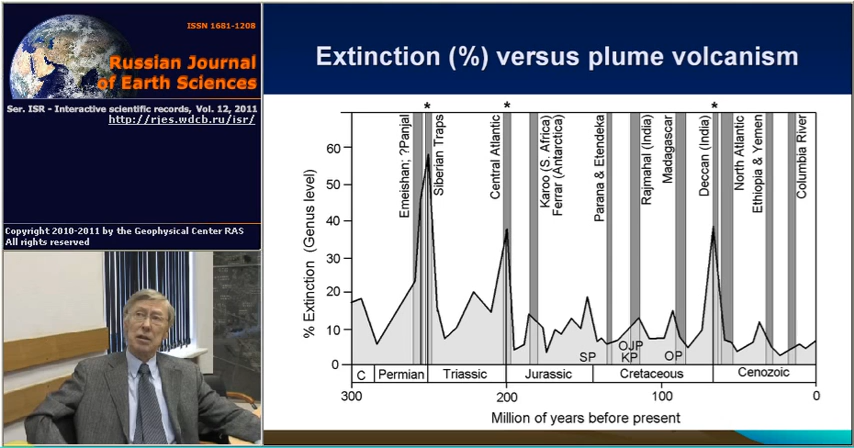 ISSN 1681-1208
Russian Journal
of Earth Sciences
Ser. ISR - Interactive scientific records, Vol. 12, 2011
http://rjes.wdcb.ru/isr/
Copyright 2010-2011 by the Geophysical Center RAS
All rights reserved
Extinction (%) versus plume volcanism
* * *
Emeishan; ?Panjal
Siberian Traps
Central Atlantic
Karoo (S. Africa)
Ferrar (Antarctica)
Parana & Etendeka
Rajmahal (India)
Madagascar
Deccan (India)
North Atlantic
Ethiopia & Yemen
Columbia River
% Extinction (Genus level)
60
50
40
30
20
10
0
SP
OJP
KP
OP
C Permian Triassic Jurassic Cretaceous Cenozoic
300 200 100 0
Million of years before present